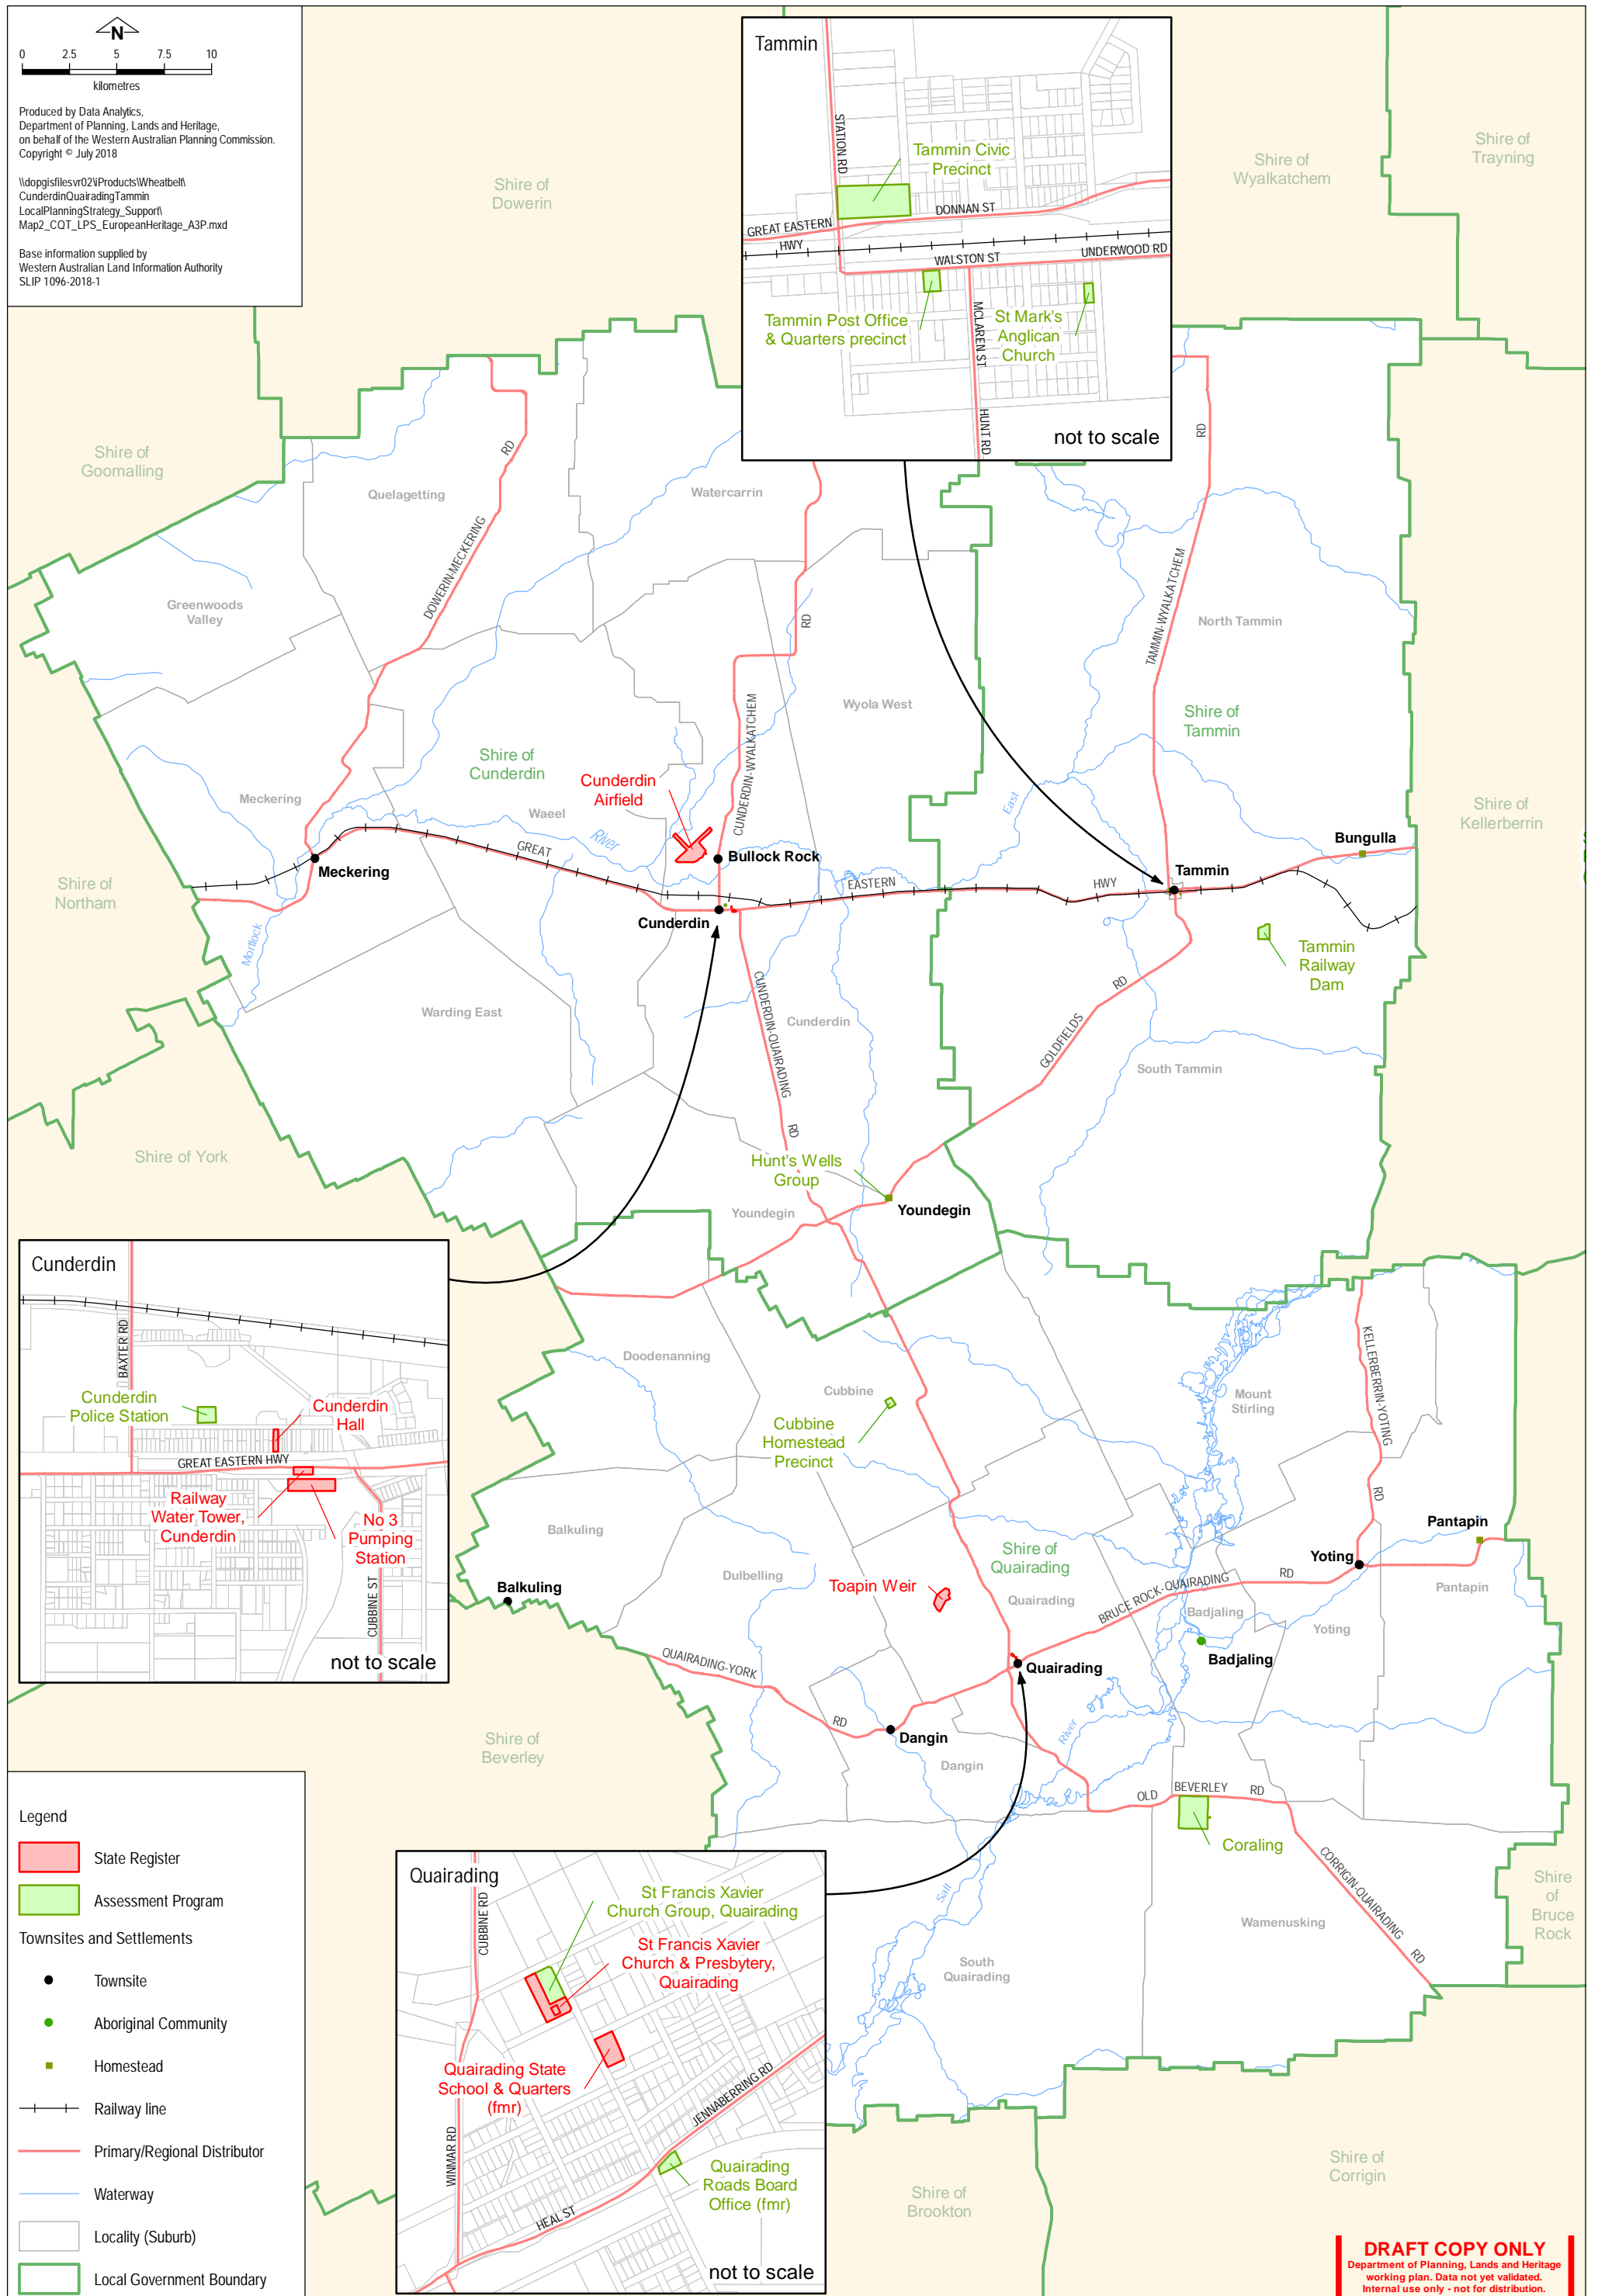 N
0 2.5 5 7.5 10
kilometres
Produced by Data Analytics,
Department of Planning, Lands and Heritage,
on behalf of the Western Australian Planning Commission.
Copyright © July 2018
\\dopgisfilesvr02\iProducts\Wheatbelt\
CunderdinQuairadingTammin
LocalPlanningStrategy_Support\
Map2_CQT_LPS_EuropeanHeritage_A3P.mxd
Base information supplied by
Western Australian Land Information Authority
SLIP 1096-2018-1
Tammin
STATION RD
Tammin Civic
Precinct
DONNAN ST
GREAT EASTERN
HWY
WALSTON ST
UNDERWOOD RD
Tammin Post Office
& Quarters precinct
MCLAREN ST
St Mark's
Anglican
Church
HUNT RD
not to scale
Shire of
Dowerin
Shire of
Wyalkatchem
Shire of
Trayning
Shire of
Goomalling
Quelagetting
Watercarrin
RD
RD
DOWERIN-MECKERING
Greenwoods
Valley
RD
TAMMIN-WYALKATCHEM
North Tammin
Wyola West
Shire of
Tammin
Shire of
Cunderdin
CUNDERDIN-WYALKATCHEM
Cunderdin
Airfield
Meckering
Waeel
River
East
Shire of
Kellerberrin
Bungulla
GREAT
Bullock Rock
Meckering
Tammin
EASTERN
HWY
Shire of
Northam
Cunderdin
Mortlock
Tammin
Railway
Dam
RD
CUNDERDIN-QUAIRADING
RD
Warding East
Cunderdin
GOLDFIELDS
South Tammin
Shire of York
Hunt's Wells
Group
Youndegin
Youndegin
Cunderdin
BAXTER RD
Cunderdin
Police Station
Cunderdin
Hall
GREAT EASTERN HWY
Railway
Water Tower,
Cunderdin
No 3
Pumping
Station
CUBBINE ST
not to scale
Doodenanning
Cubbine
Cubbine
Homestead
Precinct
Mount
Stirling
KELLERBERRIN-YOTING
RD
Balkuling
Pantapin
Shire of
Quairading
Yoting
Dulbelling
Toapin Weir
Quairading
BRUCE ROCK-QUAIRADING
RD
Pantapin
Balkuling
Badjaling
Yoting
Badjaling
QUAIRADING-YORK
RD
Quairading
Dangin
Dangin
River
Shire of
Beverley
OLD BEVERLEY RD
Coraling
CORRIGIN-QUAIRADING
RD
Shire
of
Bruce
Rock
Salt
Wamenusking
South
Quairading
Quairading
CUBBINE RD
St Francis Xavier
Church Group, Quairading
St Francis Xavier
Church & Presbytery,
Quairading
Quairading State
School & Quarters
(fmr)
JENNABERRING RD
WINMAR RD
Quairading
Roads Board
Office (fmr)
HEAL ST
not to scale
Shire of
Corrigin
Shire of
Brookton
Legend
State Register
Assessment Program
Townsites and Settlements
Townsite
Aboriginal Community
Homestead
Railway line
Primary/Regional Distributor
Waterway
Locality (Suburb)
Local Government Boundary
DRAFT COPY ONLY
Department of Planning, Lands and Heritage
working plan. Data not yet validated.
Internal use only - not for distribution.